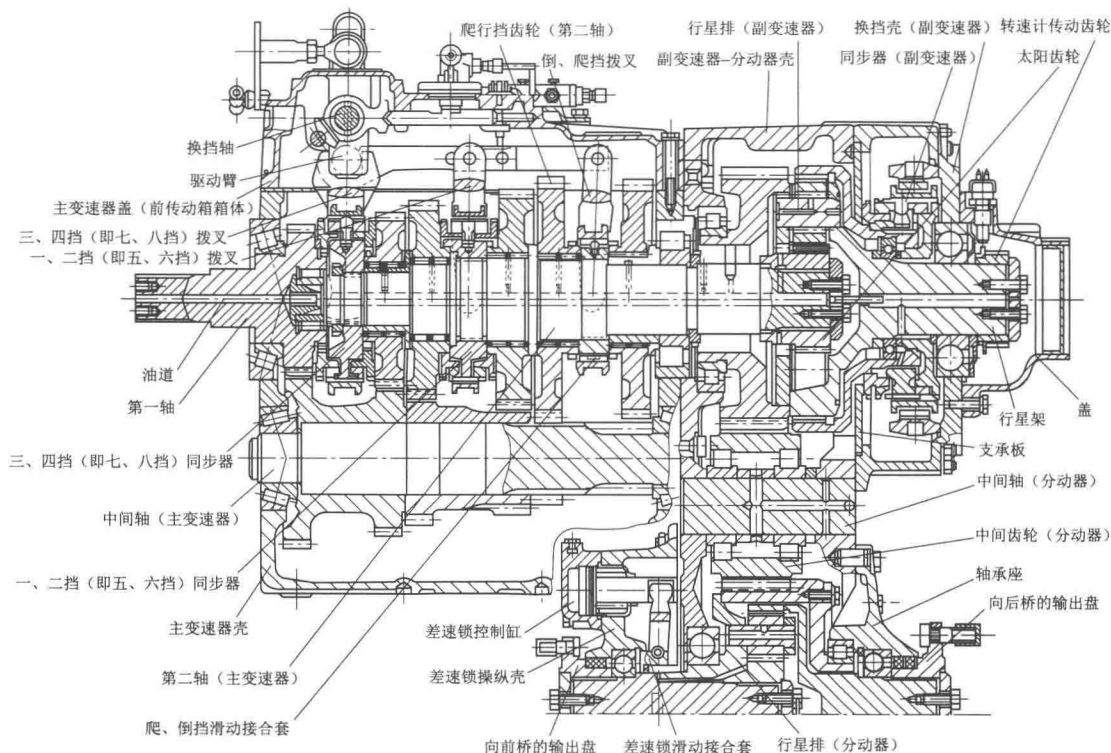 爬行挡齿轮（第二轴）
行星排（副变速器）
换挡壳（副变速器）
转速计传动齿轮
倒、爬挡拨叉
副变速器–分动器壳
同步器（副变速器）
太阳齿轮
换挡轴
驱动臂
主变速器盖（前传动箱箱体）
三、四挡（即七、八挡）拨叉
一、二挡（即五、六挡）拨叉
油道
第一轴
三、四挡（即七、八挡）同步器
中间轴（主变速器）
一、二挡（即五、六挡）同步器
主变速器壳
第二轴（主变速器）
爬、倒挡滑动接合套
盖
行星架
支承板
中间轴（分动器）
中间齿轮（分动器）
轴承座
向后桥的输出盘
差速锁控制缸
差速锁操纵壳
向前桥的输出盘
差速锁滑动接合套
行星排（分动器）